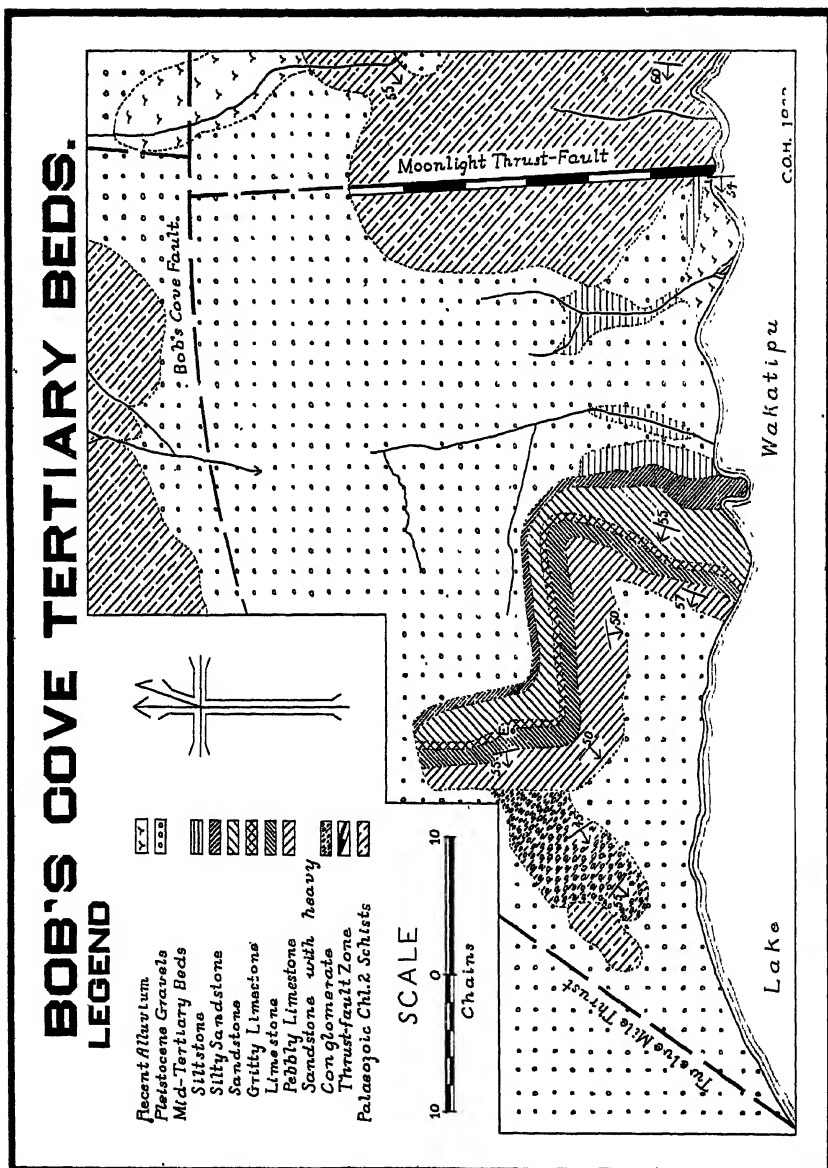 BOB'S COVE TERTIARY BEDS.
LEGEND
Recent Alluvium
Pleistocene Gravels
Mid-Tertiary Beds
Siltstone
Silty Sandstone
Sandstone
Gritty Limestone
Limestone
Pebbly Limestone
Sandstone with heavy
Conglomerate
Thrust-fault Zone
Palaeozoic Chl.2 Schists
SCALE
10 0 10
Chains
Bob's Cove Fault.
Moonlight Thrust-Fault
Twelve Mile Thrust
Lake
Wakatipu
55
60
54
55
57
50
50
55
E
C.O.H.